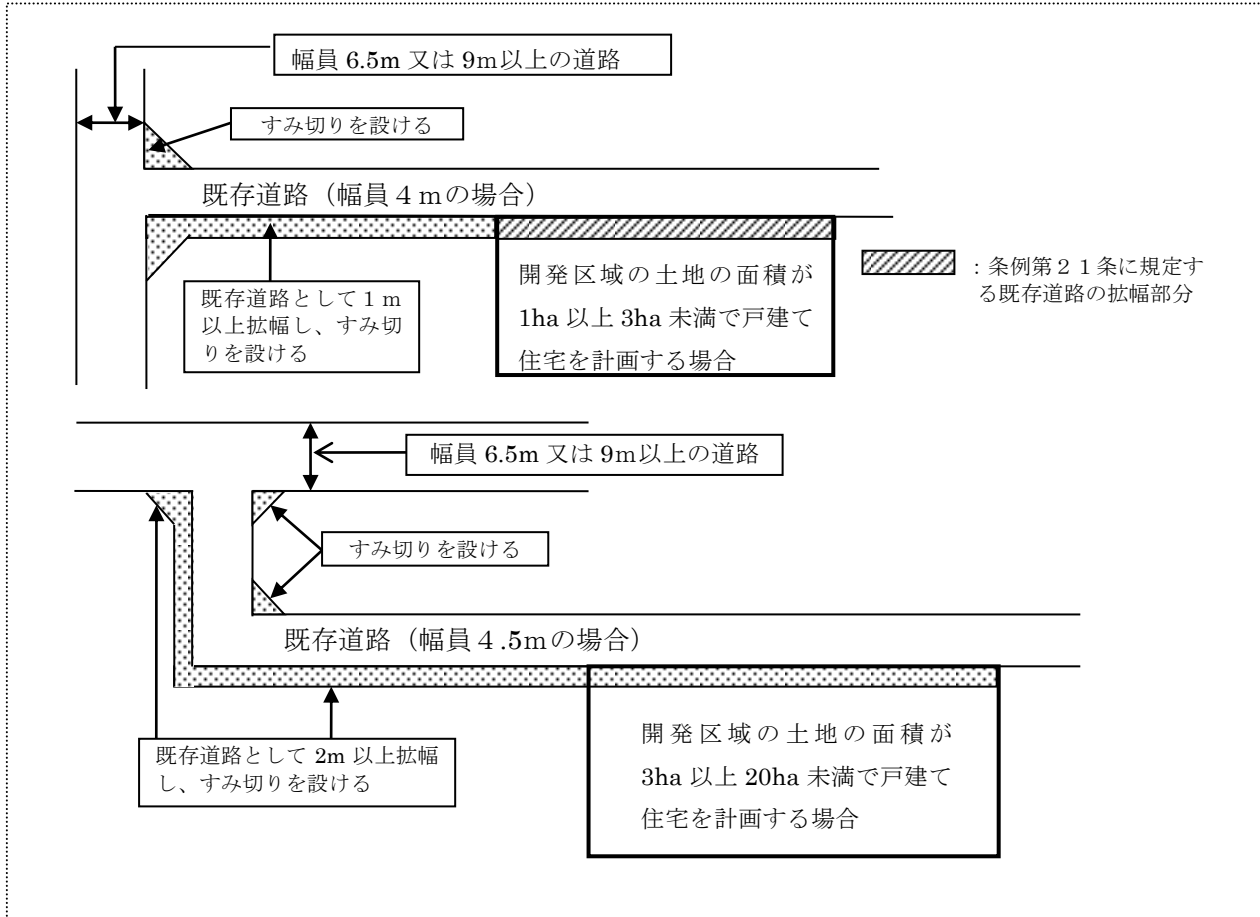 幅員 6.5m 又は 9m以上の道路
すみ切りを設ける
既存道路（幅員４ｍの場合）
既存道路として１ｍ
以上拡幅し、すみ切
りを設ける
開発区域の土地の面積が
1ha 以上 3ha 未満で戸建て
住宅を計画する場合
：条例第２１条に規定す
る既存道路の拡幅部分
幅員 6.5m 又は 9m以上の道路
すみ切りを設ける
既存道路（幅員４.5ｍの場合）
既存道路として 2m 以上拡幅
し、すみ切りを設ける
開発区域の土地の面積が
3ha 以上 20ha 未満で戸建て
住宅を計画する場合